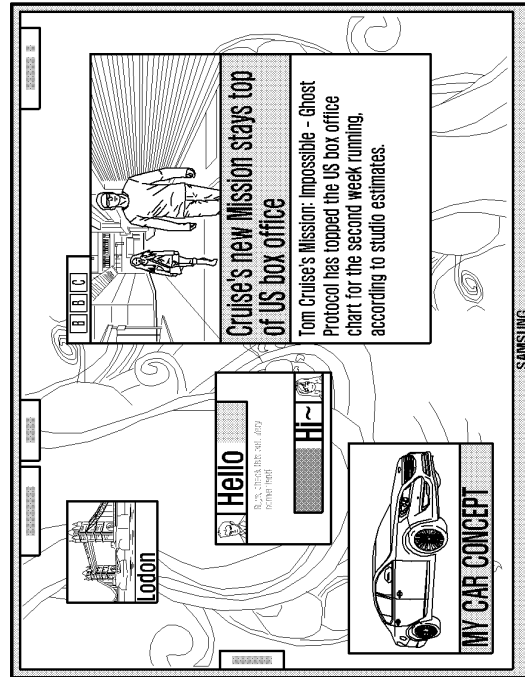 Lodon
Hello
Hi~
MY CAR CONCEPT
BBC
Cruise's new Mission stays top
of US box office
Tom Cruise's Mission: Impossible - Ghost
Protocol has topped the US box office
chart for the second week running,
according to studio estimates.
SAMSUNG